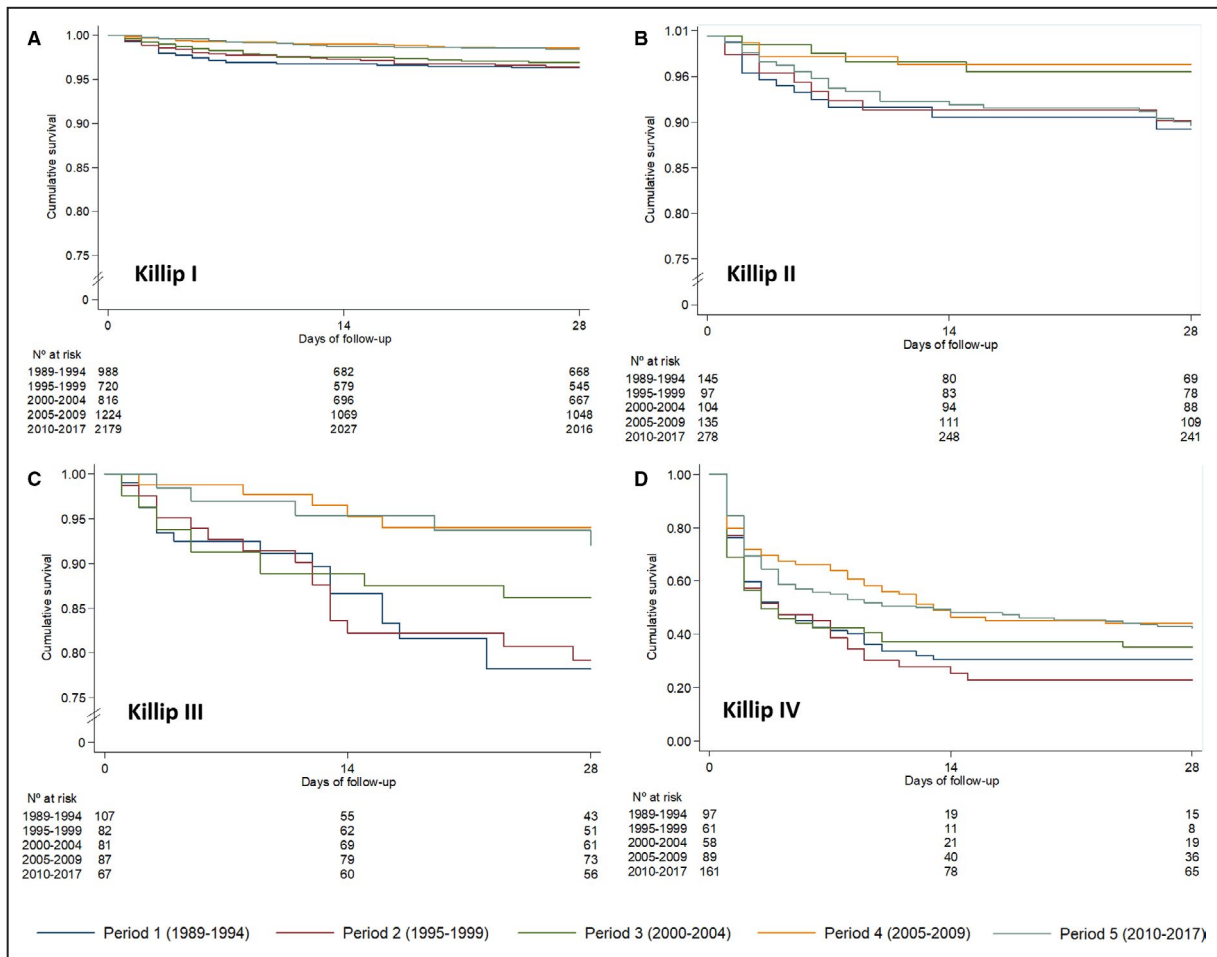 A
1.00
0.95
0.90
0.85
0.80
0.75
0
Cumulative survival
Killip I
0 14 28
Days of follow-up
Nº at risk
1989-1994 988 682 668
1995-1999 720 579 545
2000-2004 816 696 667
2005-2009 1224 1069 1048
2010-2017 2179 2027 2016
B
1.01
0.96
0.90
0.85
0.80
0.75
0
Cumulative survival
Killip II
0 14 28
Days of follow-up
Nº at risk
1989-1994 145 80 69
1995-1999 97 83 78
2000-2004 104 94 88
2005-2009 135 111 109
2010-2017 278 248 241
C
1.00
0.95
0.90
0.85
0.80
0.75
0
Cumulative survival
Killip III
0 14 28
Days of follow-up
Nº at risk
1989-1994 107 55 43
1995-1999 82 62 51
2000-2004 81 69 61
2005-2009 87 79 73
2010-2017 67 60 56
D
1.00
0.80
0.60
0.40
0.20
0.00
Cumulative survival
Killip IV
0 14 28
Days of follow-up
Nº at risk
1989-1994 97 19 15
1995-1999 61 11 8
2000-2004 58 21 19
2005-2009 89 40 36
2010-2017 161 78 65
Period 1 (1989-1994) Period 2 (1995-1999) Period 3 (2000-2004) Period 4 (2005-2009) Period 5 (2010-2017)